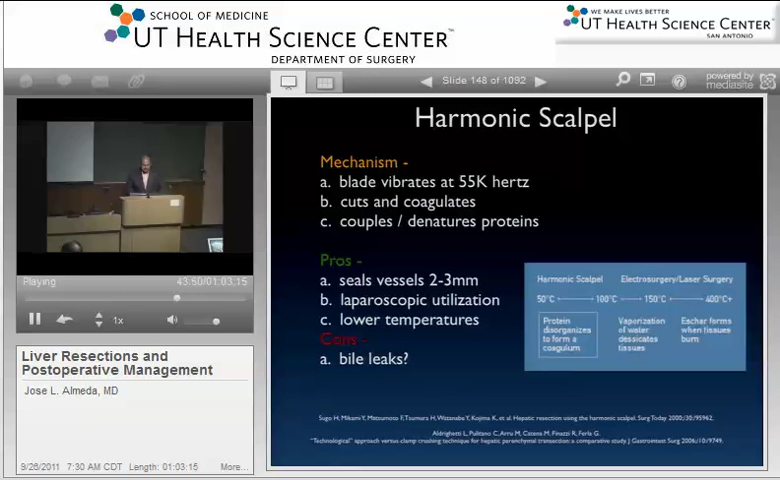 SCHOOL OF MEDICINE
UT HEALTH SCIENCE CENTER™
DEPARTMENT OF SURGERY
WE MAKE LIVES BETTER
UT HEALTH SCIENCE CENTER
SAN ANTONIO
Slide 148 of 1092
powered by
mediasite
Harmonic Scalpel
Mechanism -
a. blade vibrates at 55K hertz
b. cuts and coagulates
c. couples / denatures proteins
Pros -
a. seals vessels 2-3mm
b. laparoscopic utilization
c. lower temperatures
Cons -
a. bile leaks?
Harmonic Scalpel Electrosurgery/Laser Surgery
50°C 100°C 150°C 400°C+
Protein disorganizes to form a coagulum
Vaporization of water dessicates tissues
Eschar forms when tissues burn
Sugo H, Mikami Y, Matsumoto F, Tsumura H, Watanabe Y, Kojima K, et al. Hepatic resection using the harmonic scalpel. Surg Today 2000;30:95962.
Aldrighetti L, Pulitano C, Arru M, Catena M, Finazzi R, Ferla G.
"Technological" approach versus clamp crushing technique for hepatic parenchymal transection: a comparative study. J Gastrointest Surg 2006;10:9749.
Playing
43:50/01:03:15
1x
Liver Resections and
Postoperative Management
Jose L. Almeda, MD
9/26/2011 7:30 AM CDT Length: 01:03:15 More...